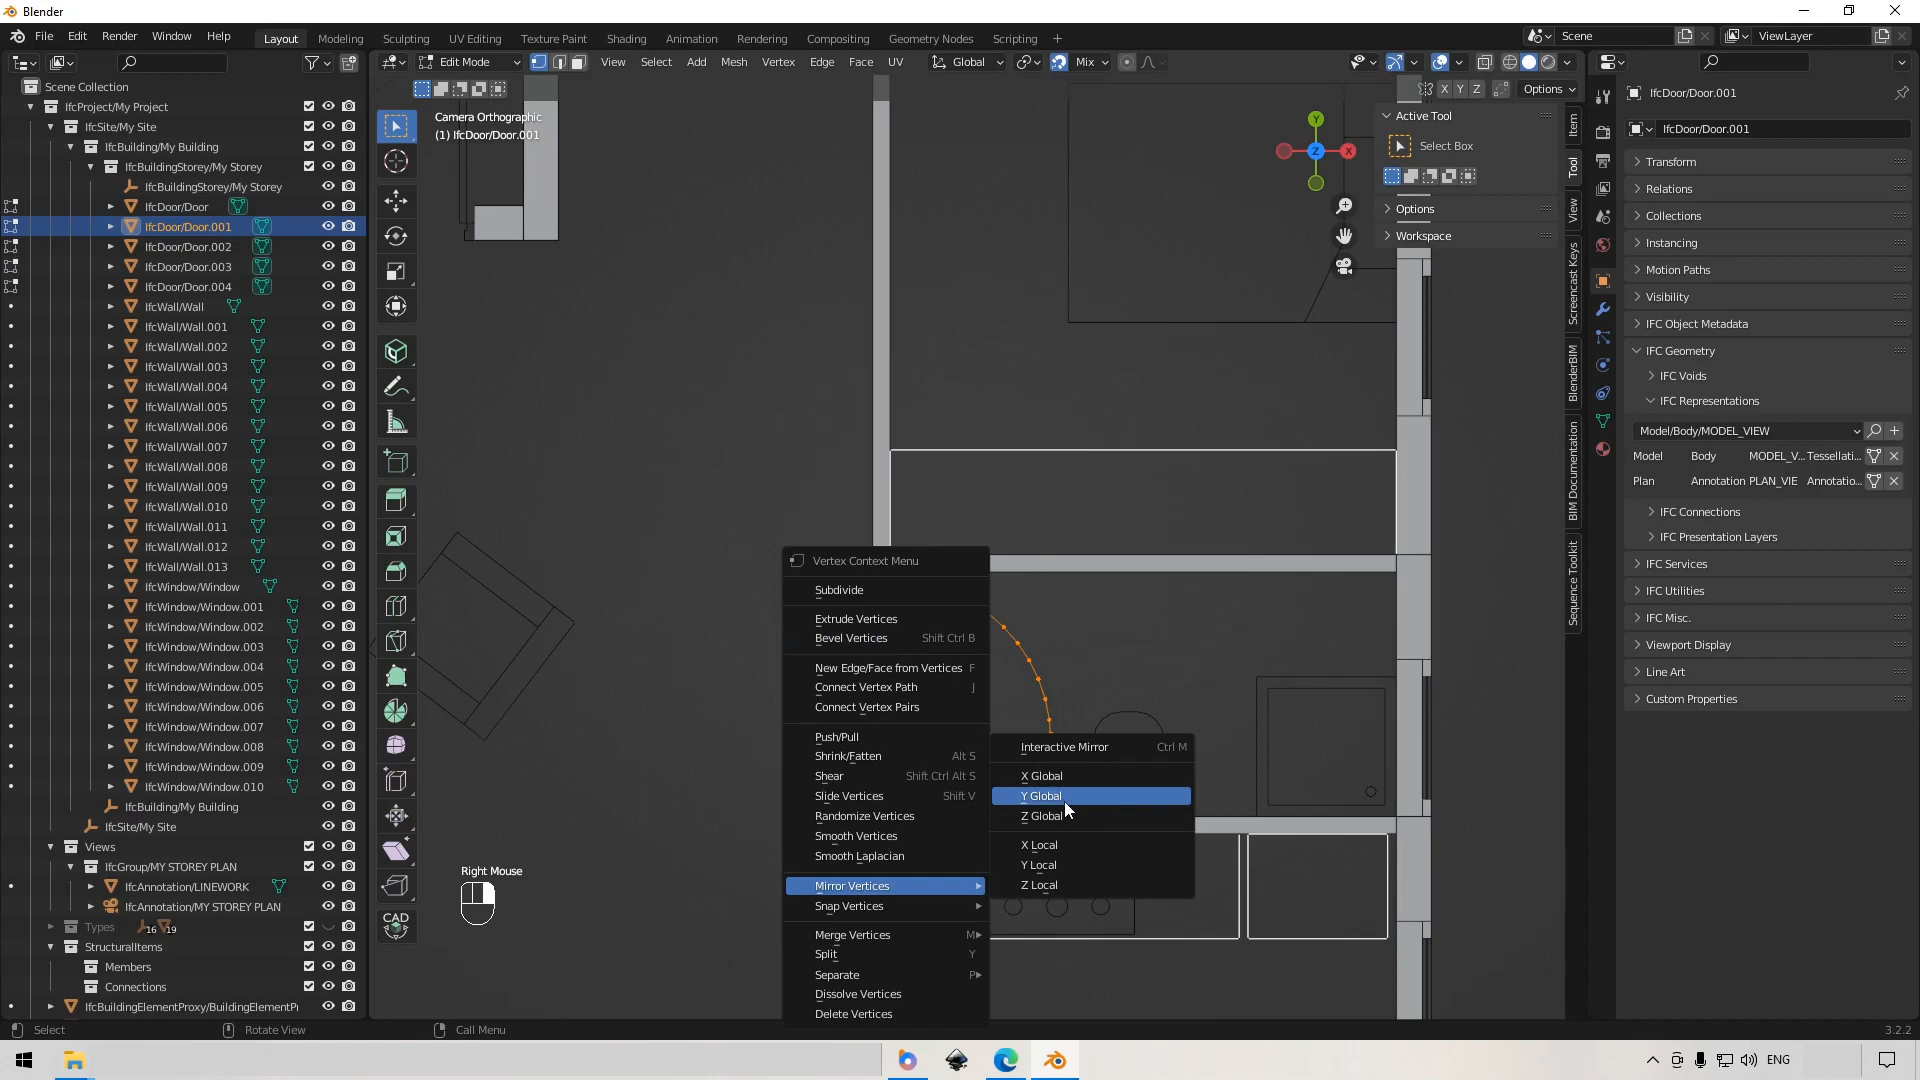 Blender
File Edit Render Window Help
Layout Modeling Sculpting UV Editing Texture Paint Shading Animation Rendering Compositing Geometry Nodes Scripting +
Scene
ViewLayer
Edit Mode
View Select Add Mesh Vertex Edge Face UV
Global
Mix
X Y Z
Options
Camera Orthographic
(1) IfcDoor/Door.001
Y
X
Z
Scene Collection
IfcProject/My Project
IfcSite/My Site
IfcBuilding/My Building
IfcBuildingStorey/My Storey
IfcBuildingStorey/My Storey
IfcDoor/Door
IfcDoor/Door.001
IfcDoor/Door.002
IfcDoor/Door.003
IfcDoor/Door.004
IfcWall/Wall
IfcWall/Wall.001
IfcWall/Wall.002
IfcWall/Wall.003
IfcWall/Wall.004
IfcWall/Wall.005
IfcWall/Wall.006
IfcWall/Wall.007
IfcWall/Wall.008
IfcWall/Wall.009
IfcWall/Wall.010
IfcWall/Wall.011
IfcWall/Wall.012
IfcWall/Wall.013
IfcWindow/Window
IfcWindow/Window.001
IfcWindow/Window.002
IfcWindow/Window.003
IfcWindow/Window.004
IfcWindow/Window.005
IfcWindow/Window.006
IfcWindow/Window.007
IfcWindow/Window.008
IfcWindow/Window.009
IfcWindow/Window.010
IfcBuilding/My Building
IfcSite/My Site
Views
IfcGroup/MY STOREY PLAN
IfcAnnotation/LINEWORK
IfcAnnotation/MY STOREY PLAN
Types 16 19
StructuralItems
Members
Connections
IfcBuildingElementProxy/BuildingElementPr
CAD
Right Mouse
Vertex Context Menu
Subdivide
Extrude Vertices
Bevel Vertices Shift Ctrl B
New Edge/Face from Vertices F
Connect Vertex Path J
Connect Vertex Pairs
Push/Pull
Shrink/Fatten Alt S
Shear Shift Ctrl Alt S
Slide Vertices Shift V
Randomize Vertices
Smooth Vertices
Smooth Laplacian
Mirror Vertices
Snap Vertices
Merge Vertices M
Split Y
Separate P
Dissolve Vertices
Delete Vertices
Interactive Mirror Ctrl M
X Global
Y Global
Z Global
X Local
Y Local
Z Local
Active Tool
Select Box
Options
Workspace
Item
Tool
View
Screencast Keys
BlenderBIM
BIM Documentation
Sequence Toolkit
IfcDoor/Door.001
IfcDoor/Door.001
Transform
Relations
Collections
Instancing
Motion Paths
Visibility
IFC Object Metadata
IFC Geometry
IFC Voids
IFC Representations
Model/Body/MODEL_VIEW
Model Body MODEL_V... Tessellati...
Plan Annotation PLAN_VIE Annotatio...
IFC Connections
IFC Presentation Layers
IFC Services
IFC Utilities
IFC Misc.
Viewport Display
Line Art
Custom Properties
Select
Rotate View
Call Menu
3.2.2
ENG